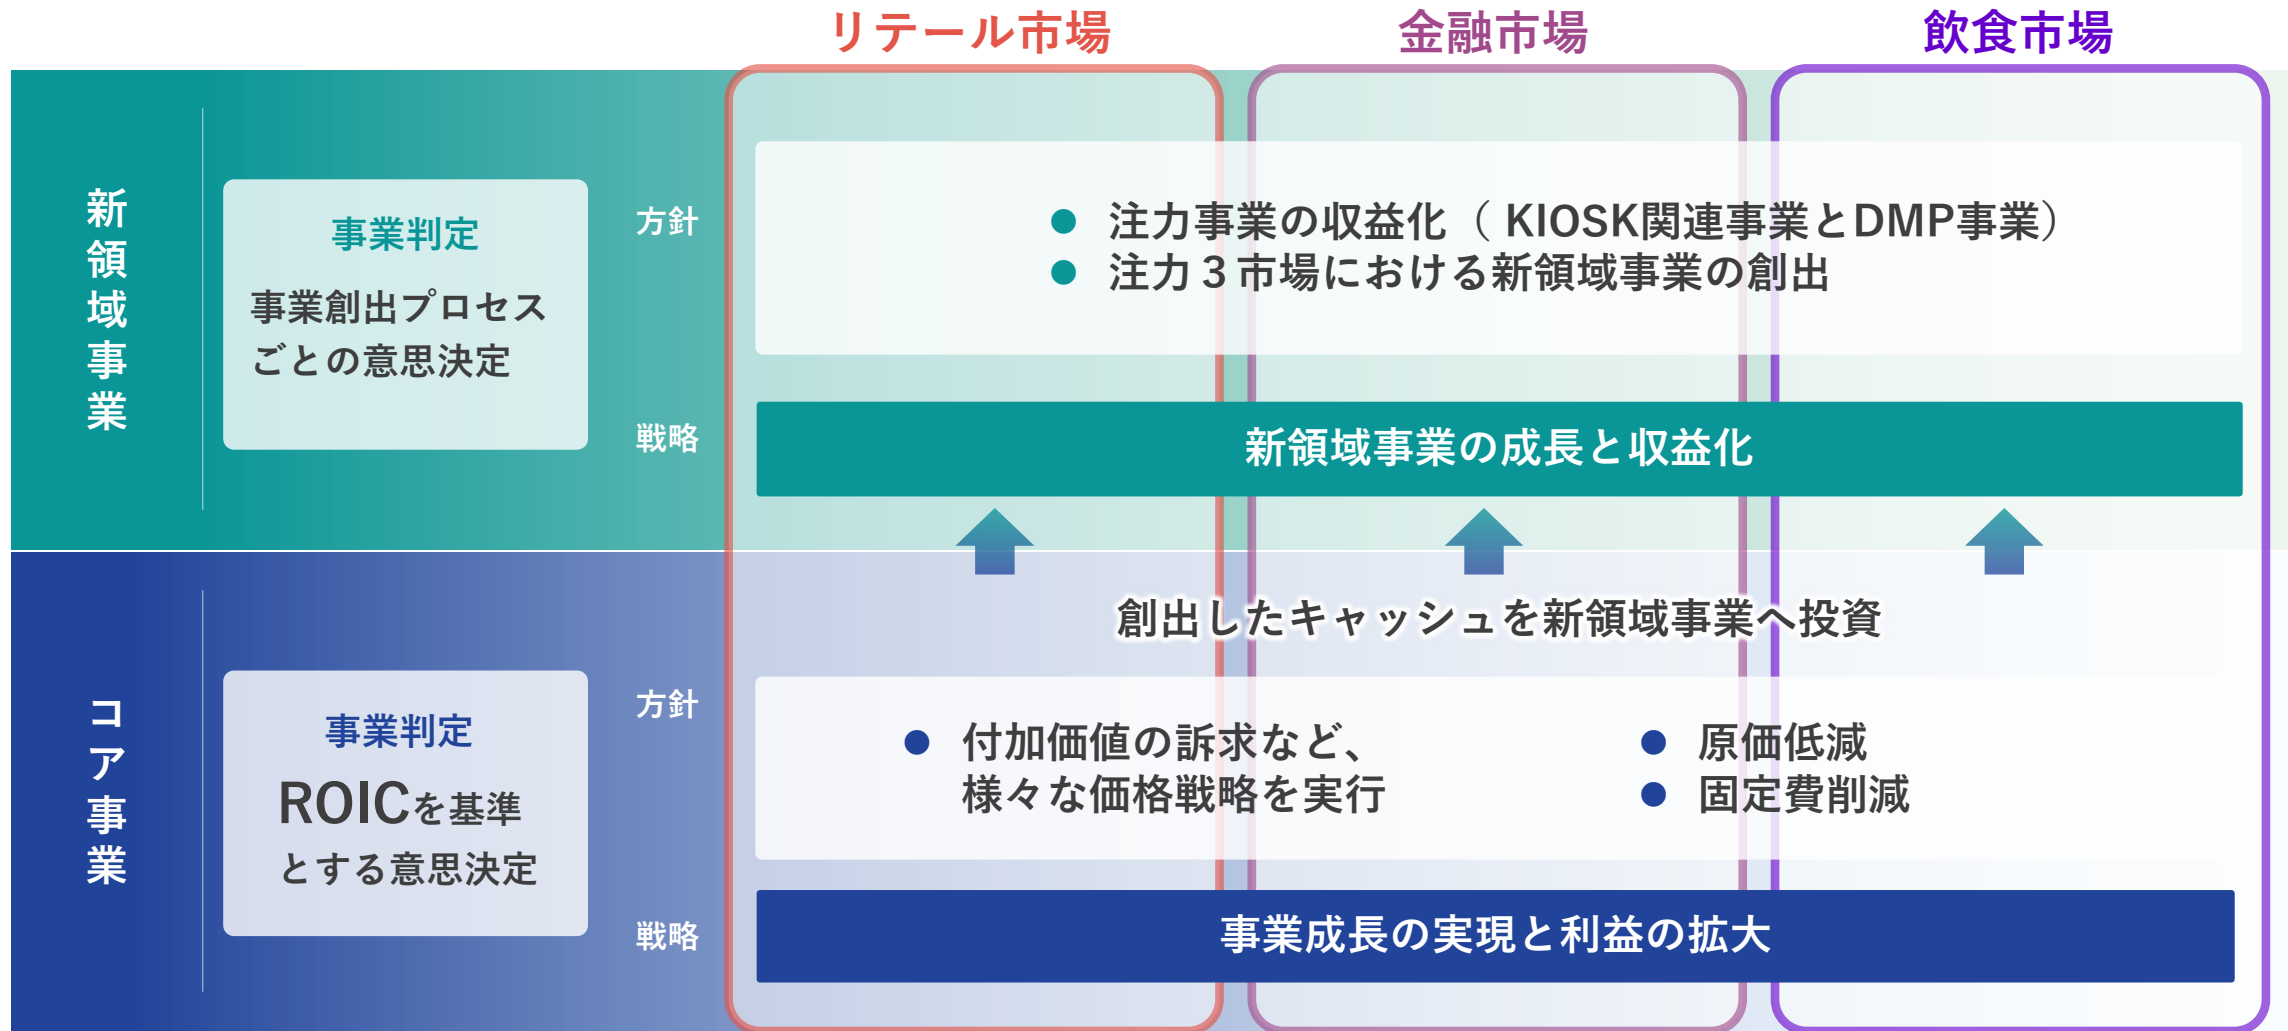 リテール市場
金融市場
飲食市場
新領域事業
事業判定
事業創出プロセス
ごとの意思決定
方針
● 注力事業の収益化（ KIOSK関連事業とDMP事業）
● 注力３市場における新領域事業の創出
戦略
新領域事業の成長と収益化
創出したキャッシュを新領域事業へ投資
コア事業
事業判定
ROICを基準
とする意思決定
方針
● 付加価値の訴求など、
様々な価格戦略を実行
● 原価低減
● 固定費削減
戦略
事業成長の実現と利益の拡大